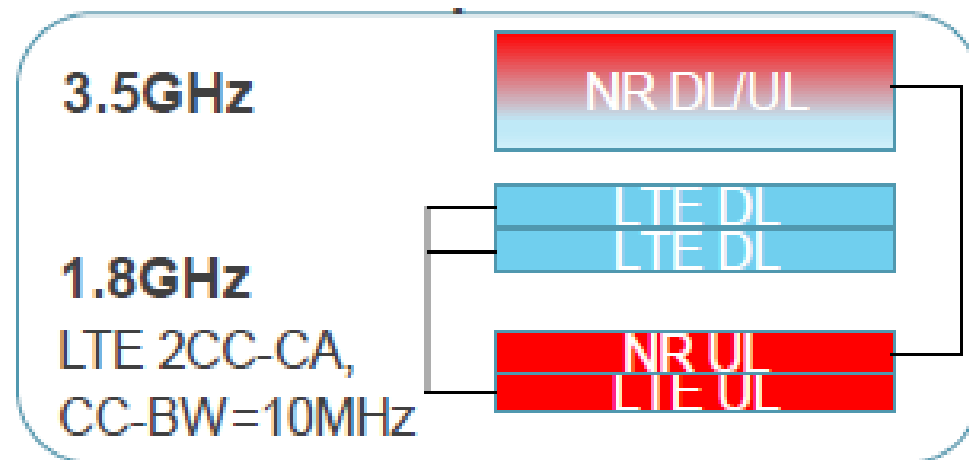 3.5GHz
NR DL/UL
LTE DL
LTE DL
1.8GHz
LTE 2CC-CA,
NR UL
CC-BW=10MHz
LTE UL